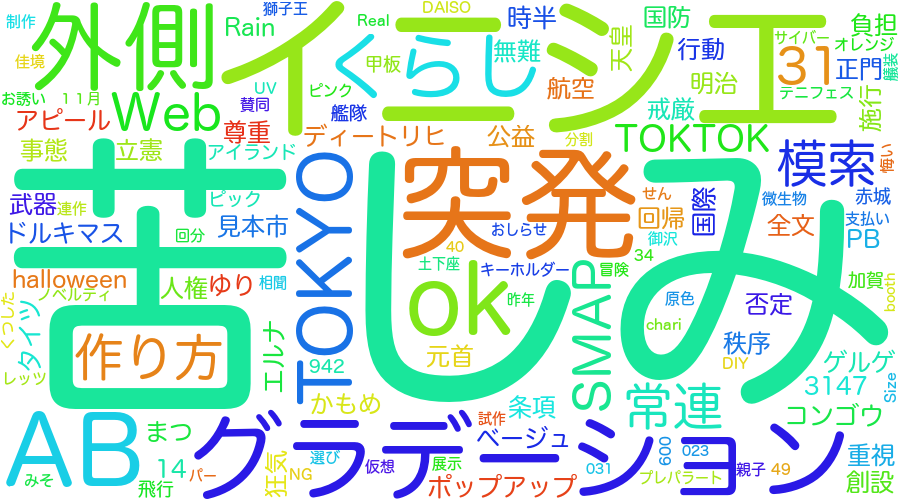 制作
獅子王
Real
DAISO
イニシエ
時半
国防
天皇
サイバー
負担
オレンジ
外側
Rain
くらし
無難
行動
31
正門
艤装
佳境
甲板
明治
航空
テニフェス
お誘い
11月
UV
ピンク
賛同
艦隊
戒厳
施行
アピール
Web
尊重
ディートリヒ
公益
分割
TOKTOK
模索
悔い
事態
立憲
アイランド
苦しみ
突発
武器
連作
ピック
せん
国際
微生物
赤城
ドルキマス
回分
見本市
TOKYO
おしらせ
回帰
御沢
全文
支払い
PB
40
土下座
キーホルダー
冒険
34
halloween
人権
ゆり
相聞
ok
昨年
SMAP
原色
否定
加賀
booth
ノベルティ
くっした
タイツ
chari
秩序
作り方
エルナ
942
元首
DIY
ゲルゲ
レッツ
かもめ
条項
常連
3147
Size
AB
まつ
グラデーション
試作
ベージュ
コンゴウ
みそ
14
パー
狂気
NG
選び
仮想
展示
031
600
023
親子
49
重視
飛行
ポップアップ
プレパラート
創設